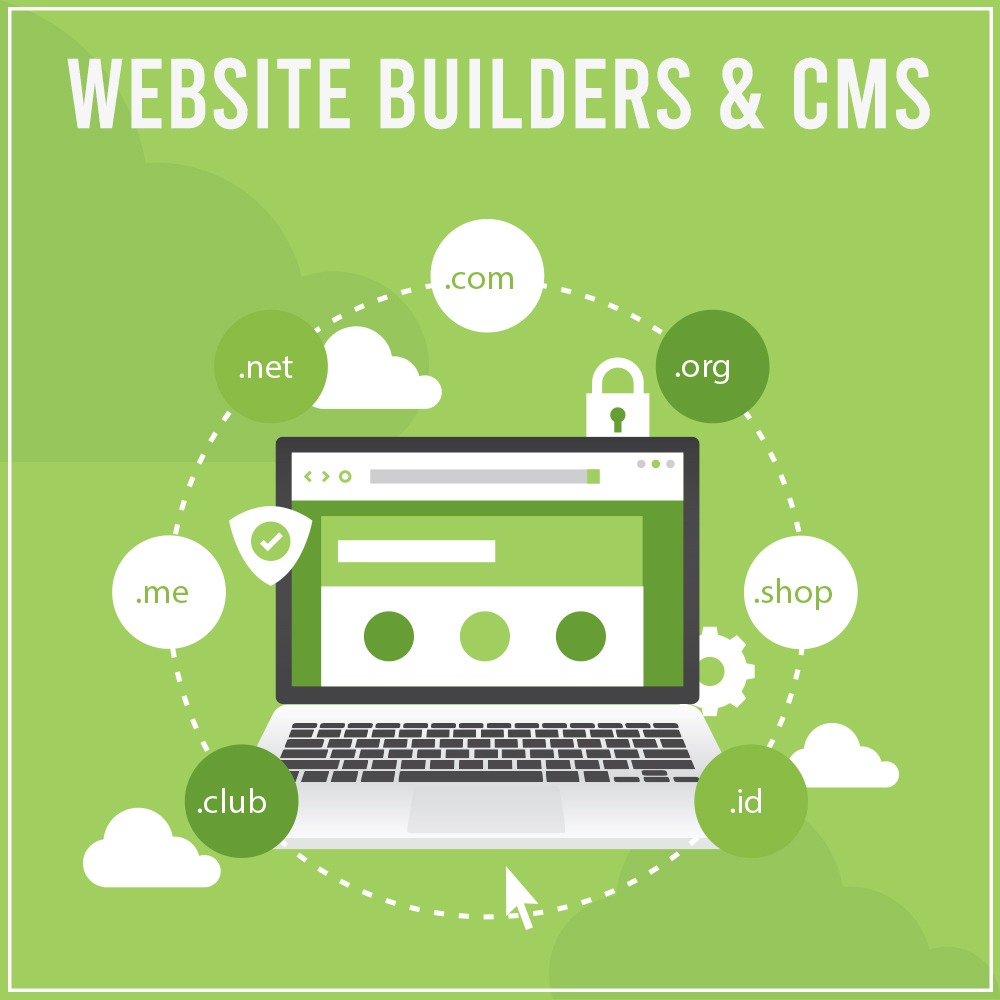 WEBSITE BUILDERS & CMS
.com
.net
.org
.me
.shop
.club
.id